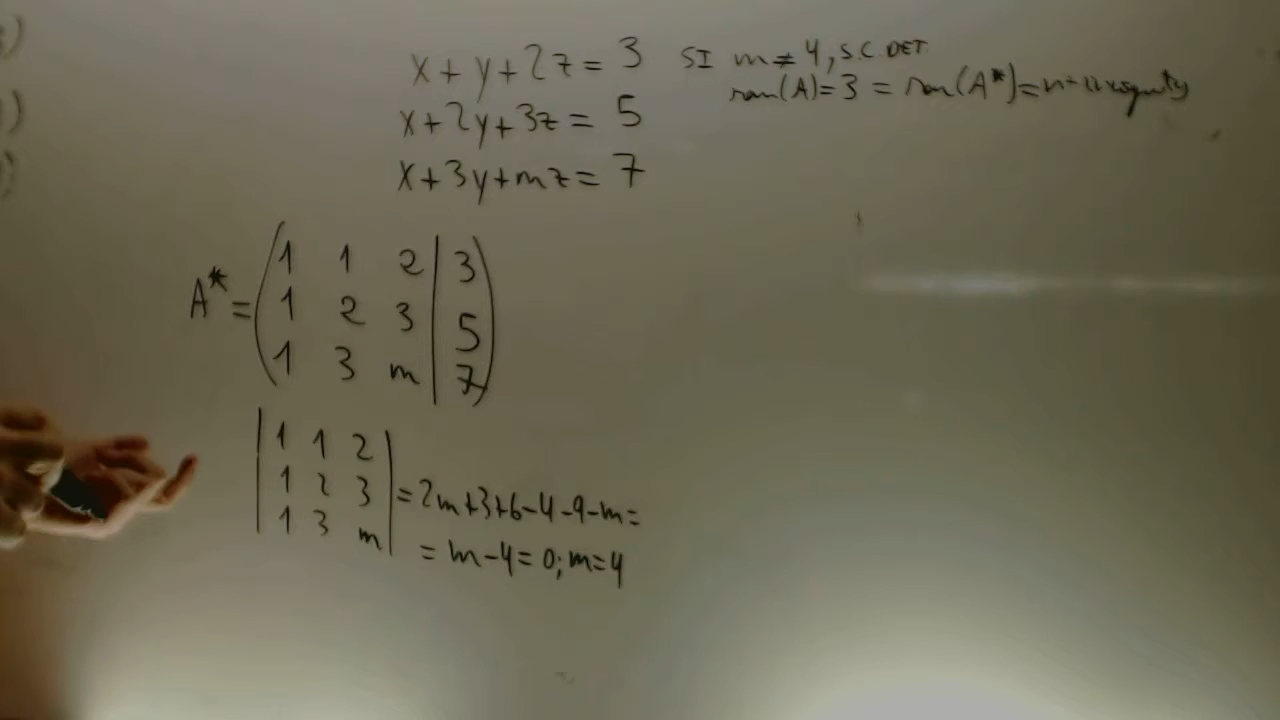 x+y+2z=3 SI m≠4, S.C. DET.
ran(A)=3=ran(A*)=nº incognitas
x+2y+3z=5
x+3y+mz=7
A*=(1 1 2 | 3
1 2 3 | 5
1 3 m | 7)
|1 1 2|
|1 2 3| =2m+3+6-4-9-m=
|1 3 m|
=m-4=0; m=4